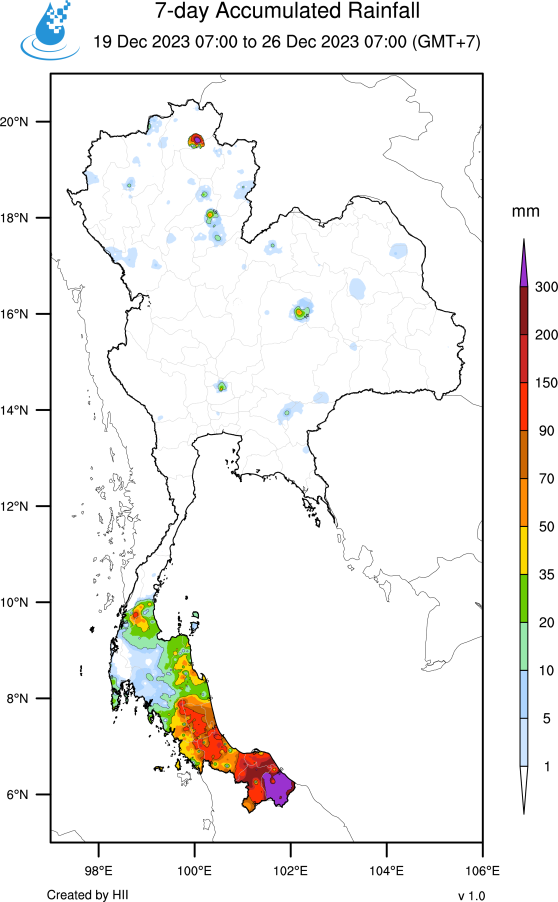 7-day Accumulated Rainfall
19 Dec 2023 07:00 to 26 Dec 2023 07:00 (GMT+7)
mm
20°N
18°N
16°N
14°N
12°N
10°N
8°N
6°N
300
200
150
90
70
50
35
20
10
5
1
98°E
100°E
102°E
104°E
106°E
Created by HII
v 1.0